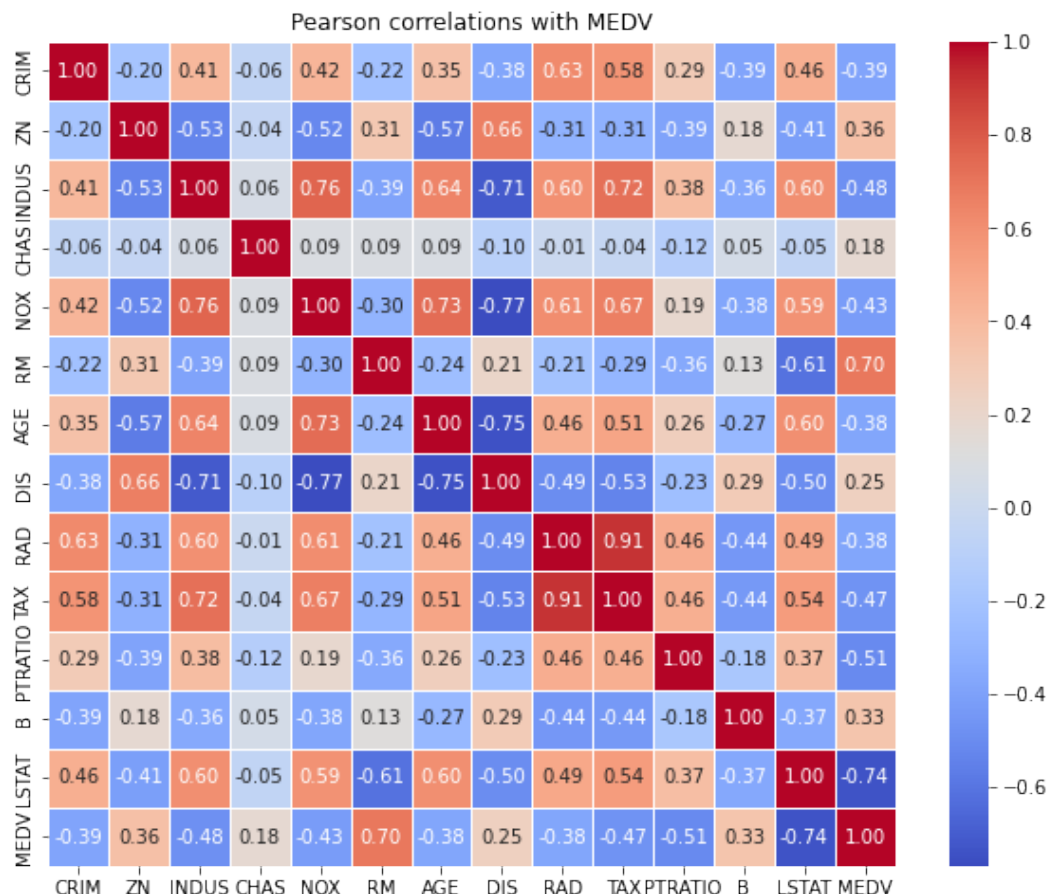 Pearson correlations with MEDV
CRIM 1.00 -0.20 0.41 -0.06 0.42 -0.22 0.35 -0.38 0.63 0.58 0.29 -0.39 0.46 -0.39
ZN -0.20 1.00 -0.53 -0.04 -0.52 0.31 -0.57 0.66 -0.31 -0.31 -0.39 0.18 -0.41 0.36
INDUS 0.41 -0.53 1.00 0.06 0.76 -0.39 0.64 -0.71 0.60 0.72 0.38 -0.36 0.60 -0.48
CHAS -0.06 -0.04 0.06 1.00 0.09 0.09 0.09 -0.10 -0.01 -0.04 -0.12 0.05 -0.05 0.18
NOX 0.42 -0.52 0.76 0.09 1.00 -0.30 0.73 -0.77 0.61 0.67 0.19 -0.38 0.59 -0.43
RM -0.22 0.31 -0.39 0.09 -0.30 1.00 -0.24 0.21 -0.21 -0.29 -0.36 0.13 -0.61 0.70
AGE 0.35 -0.57 0.64 0.09 0.73 -0.24 1.00 -0.75 0.46 0.51 0.26 -0.27 0.60 -0.38
DIS -0.38 0.66 -0.71 -0.10 -0.77 0.21 -0.75 1.00 -0.49 -0.53 -0.23 0.29 -0.50 0.25
RAD 0.63 -0.31 0.60 -0.01 0.61 -0.21 0.46 -0.49 1.00 0.91 0.46 -0.44 0.49 -0.38
TAX 0.58 -0.31 0.72 -0.04 0.67 -0.29 0.51 -0.53 0.91 1.00 0.46 -0.44 0.54 -0.47
PTRATIO 0.29 -0.39 0.38 -0.12 0.19 -0.36 0.26 -0.23 0.46 0.46 1.00 -0.18 0.37 -0.51
B -0.39 0.18 -0.36 0.05 -0.38 0.13 -0.27 0.29 -0.44 -0.44 -0.18 1.00 -0.37 0.33
LSTAT 0.46 -0.41 0.60 -0.05 0.59 -0.61 0.60 -0.50 0.49 0.54 0.37 -0.37 1.00 -0.74
MEDV -0.39 0.36 -0.48 0.18 -0.43 0.70 -0.38 0.25 -0.38 -0.47 -0.51 0.33 -0.74 1.00
CRIM ZN INDUS CHAS NOX RM AGE DIS RAD TAX PTRATIO B LSTAT MEDV
1.0
0.8
0.6
0.4
0.2
0.0
−0.2
−0.4
−0.6